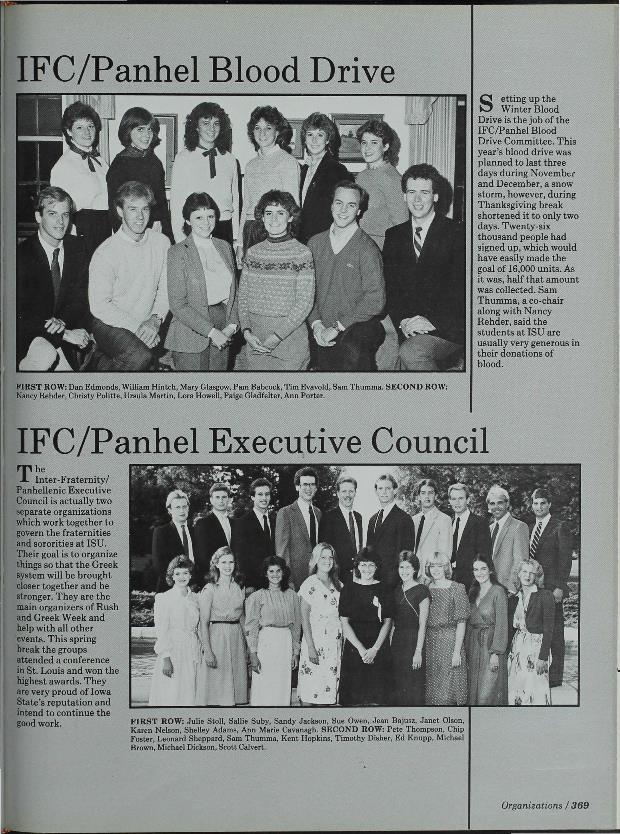 IFC/Panhel Blood Drive
Setting up the
Winter Blood
Drive is the job of the
IFC/Panhel Blood
Drive Committee. This
year's blood drive was
planned to last three
days during November
and December, a snow
storm, however, during
Thanksgiving break
shortened it to only two
days. Twenty-six
thousand people had
signed up, which would
have easily made the
goal of 16,000 units. As
it was, half that amount
was collected. Sam
Thumma, a co-chair
along with Nancy
Rehder, said the
students at ISU are
usually very generous in
their donations of
blood.
FIRST ROW: Dan Edmonds, William Hintch, Mary Glasgow, Pam Babcock, Tim Evavold, Sam Thumma. SECOND ROW:
Nancy Rehder, Christy Politte, Ursula Martin, Lora Howell, Paige Gladfelter, Ann Porter.
IFC/Panhel Executive Council
The
Inter-Fraternity/
Panhellenic Executive
Council is actually two
separate organizations
which work together to
govern the fraternities
and sororities at ISU.
Their goal is to organize
things so that the Greek
system will be brought
closer together and be
stronger. They are the
main organizers of Rush
and Greek Week and
help with all other
events. This spring
break the groups
attended a conference
in St. Louis and won the
highest awards. They
are very proud of Iowa
State's reputation and
intend to continue the
good work.
FIRST ROW: Julie Stoll, Sallie Suby, Sandy Jackson, Sue Owen, Jean Bajusz, Janet Olson,
Karen Nelson, Shelley Adams, Ann Marie Cavanagh. SECOND ROW: Pete Thompson, Chip
Foster, Leonard Sheppard, Sam Thumma, Kent Hopkins, Timothy Disher, Ed Knupp, Michael
Brown, Michael Dickson, Scott Calvert.
Organizations / 369